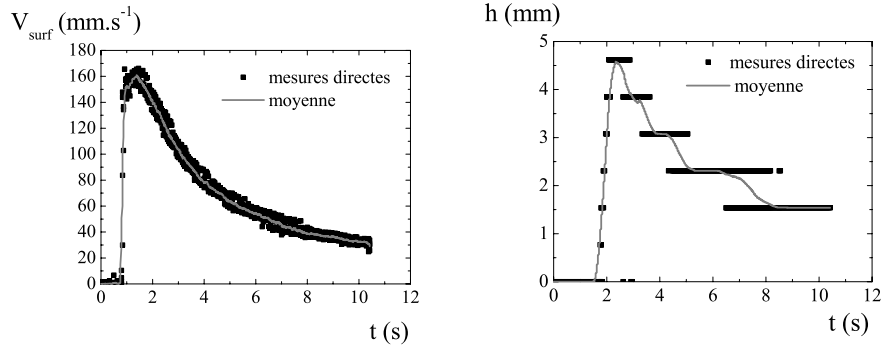 V_surf (mm.s⁻¹)
180
160
140
120
100
80
60
40
20
0
mesures directes
moyenne
0 2 4 6 8 10 12
t (s)
h (mm)
5
4
3
2
1
0
mesures directes
moyenne
0 2 4 6 8 10 12
t (s)